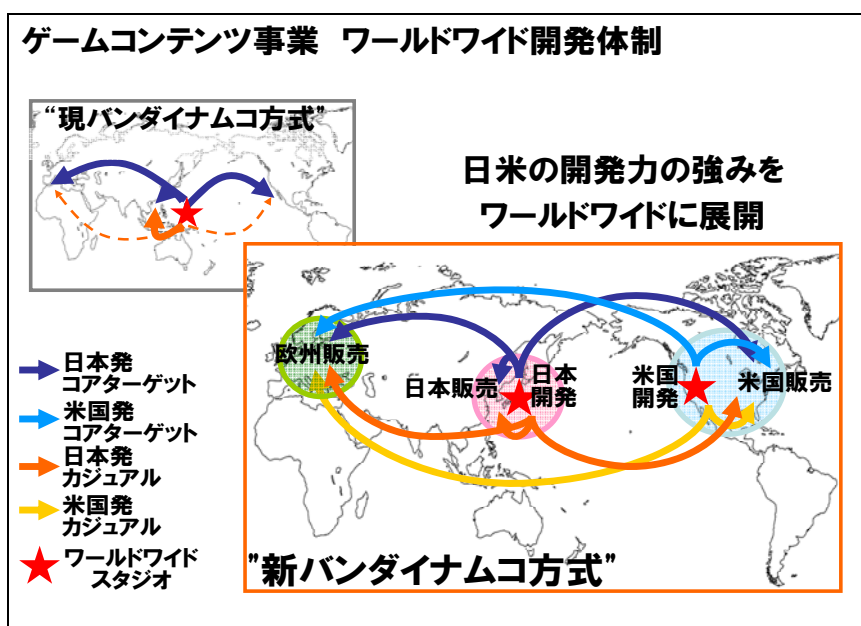 ゲームコンテンツ事業 ワールドワイド開発体制
“現バンダイナムコ方式”
日米の開発力の強みを
ワールドワイドに展開
欧州販売
日本販売
日本
開発
米国
開発
米国販売
日本発
コアターゲット
米国発
コアターゲット
日本発
カジュアル
米国発
カジュアル
ワールドワイド
スタジオ
”新バンダイナムコ方式”